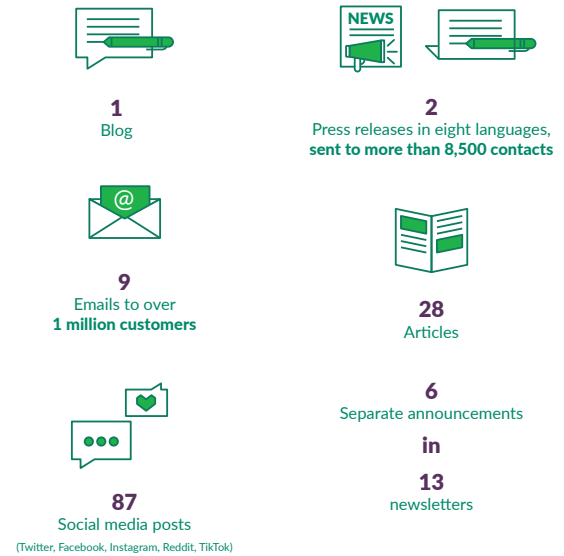 NEWS
1
Blog
2
Press releases in eight languages,
sent to more than 8,500 contacts
@
9
Emails to over
1 million customers
28
Articles
87
Social media posts
(Twitter, Facebook, Instagram, Reddit, TikTok)
6
Separate announcements
in
13
newsletters